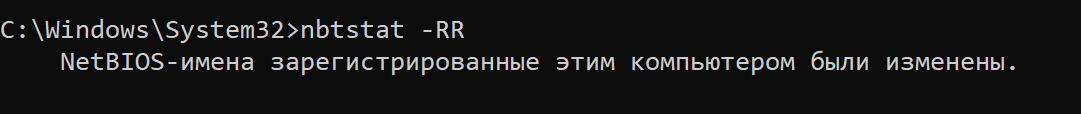 C:\Windows\System32>nbtstat -RR
NetBIOS-имена зарегистрированные этим компьютером были изменены.